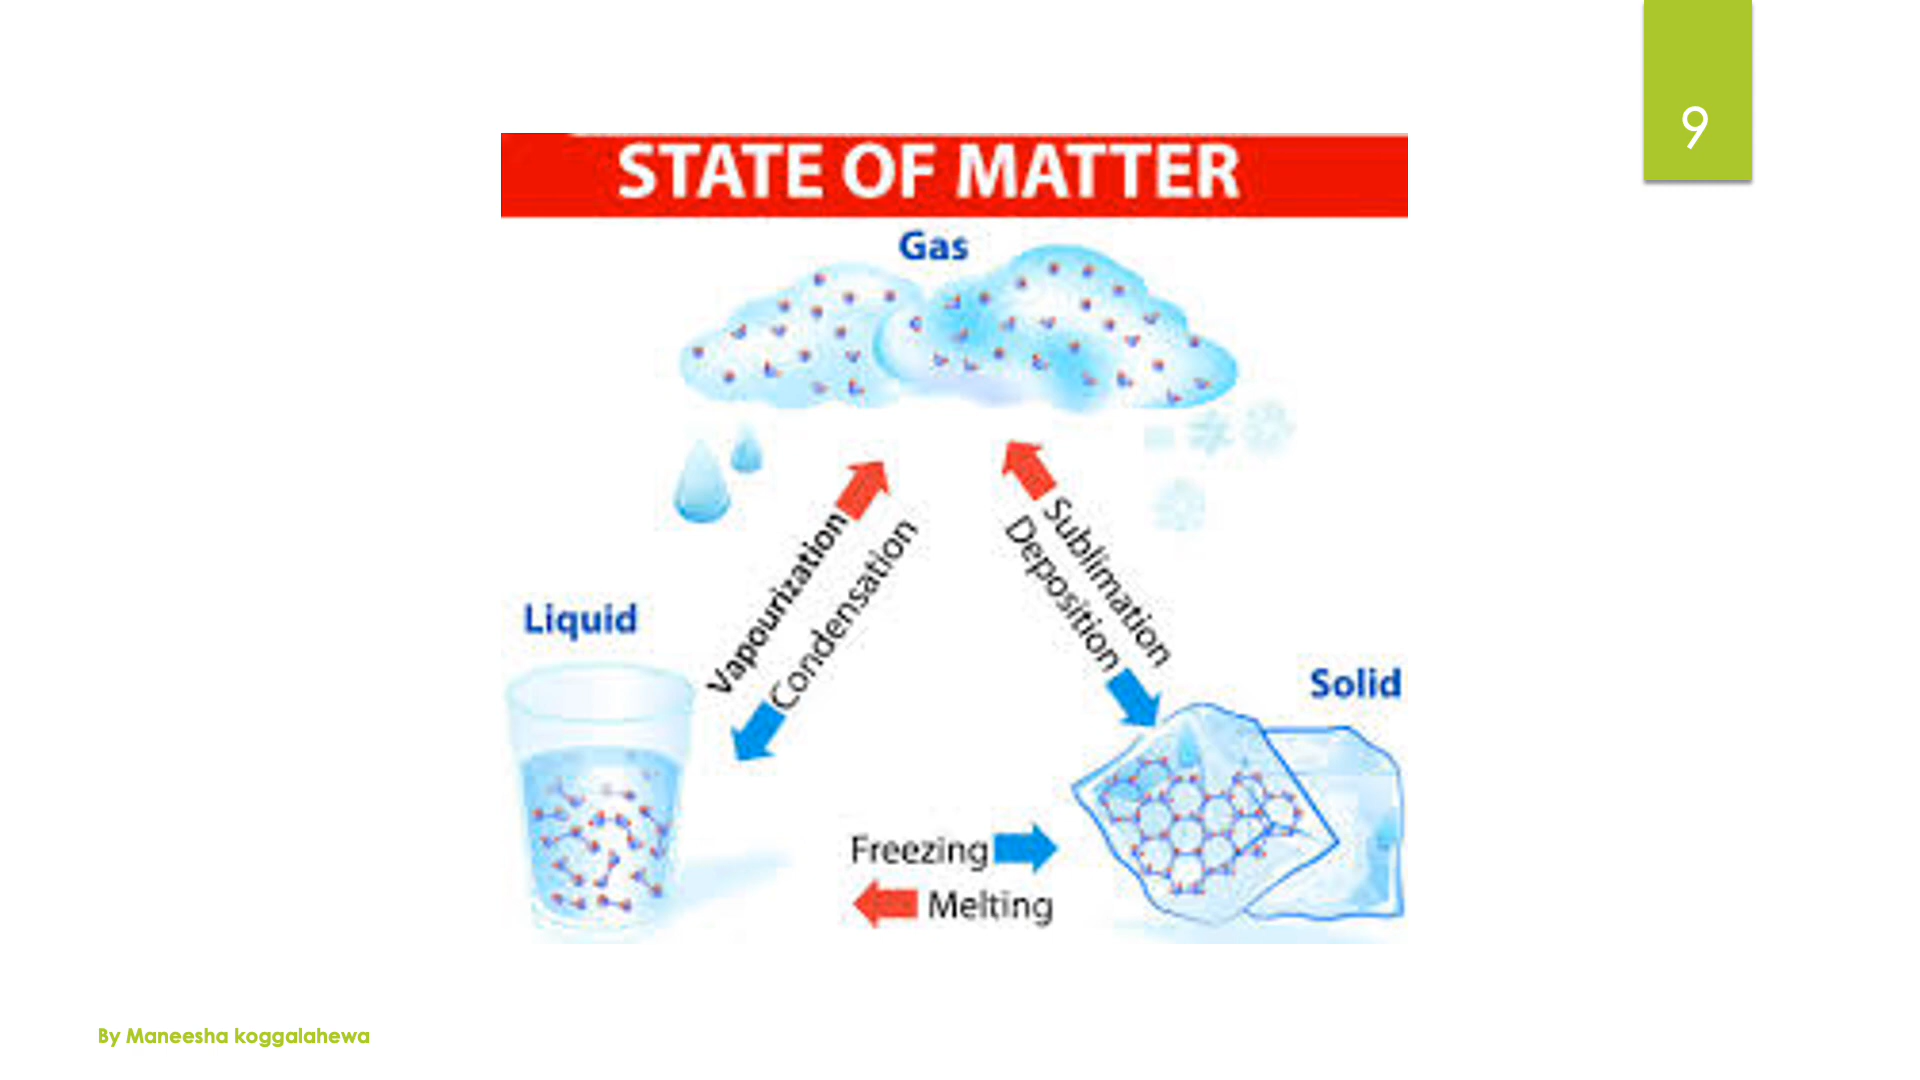 9
STATE OF MATTER
Gas
Vapourization
Condensation
Sublimation
Deposition
Liquid
Solid
Freezing
Melting
By Maneesha koggalahewa